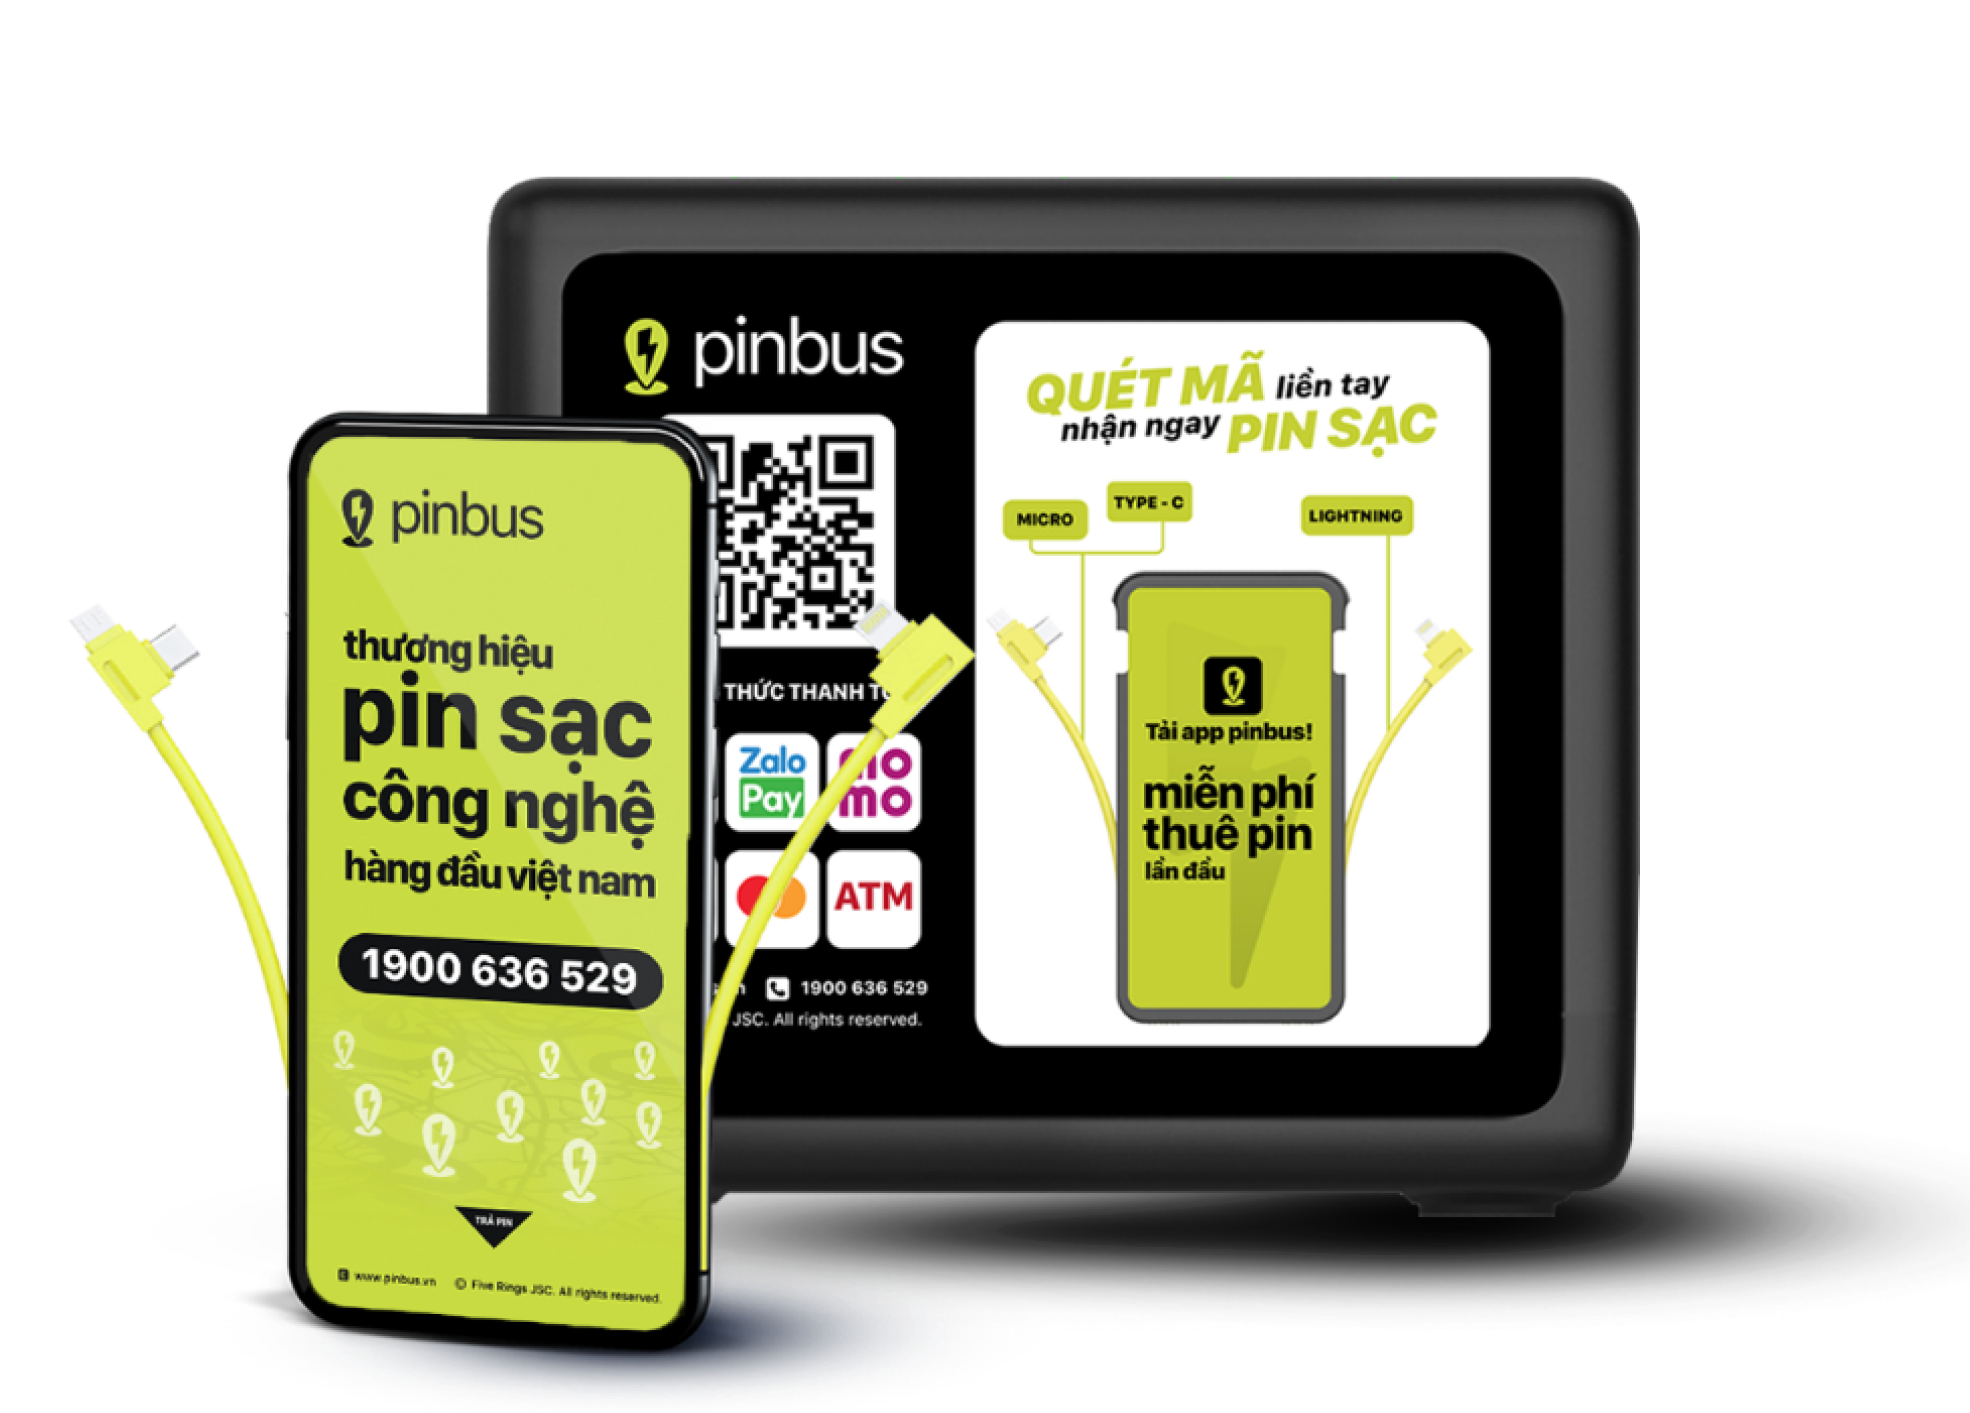 pinbus
QUÉT MÃ liền tay
nhận ngay PIN SẠC
MICRO
TYPE - C
LIGHTNING
Tải app pinbus!
miễn phí
thuê pin
lần đầu
THỨC THANH
Zalo
Pay
mo
mo
ATM
1900 636 529
JSC. All rights reserved.
pinbus
thương hiệu
pin sạc
công nghệ
hàng đầu việt nam
1900 636 529
TRẢ PIN
www.pinbus.vn © Five Rings JSC. All rights reserved.